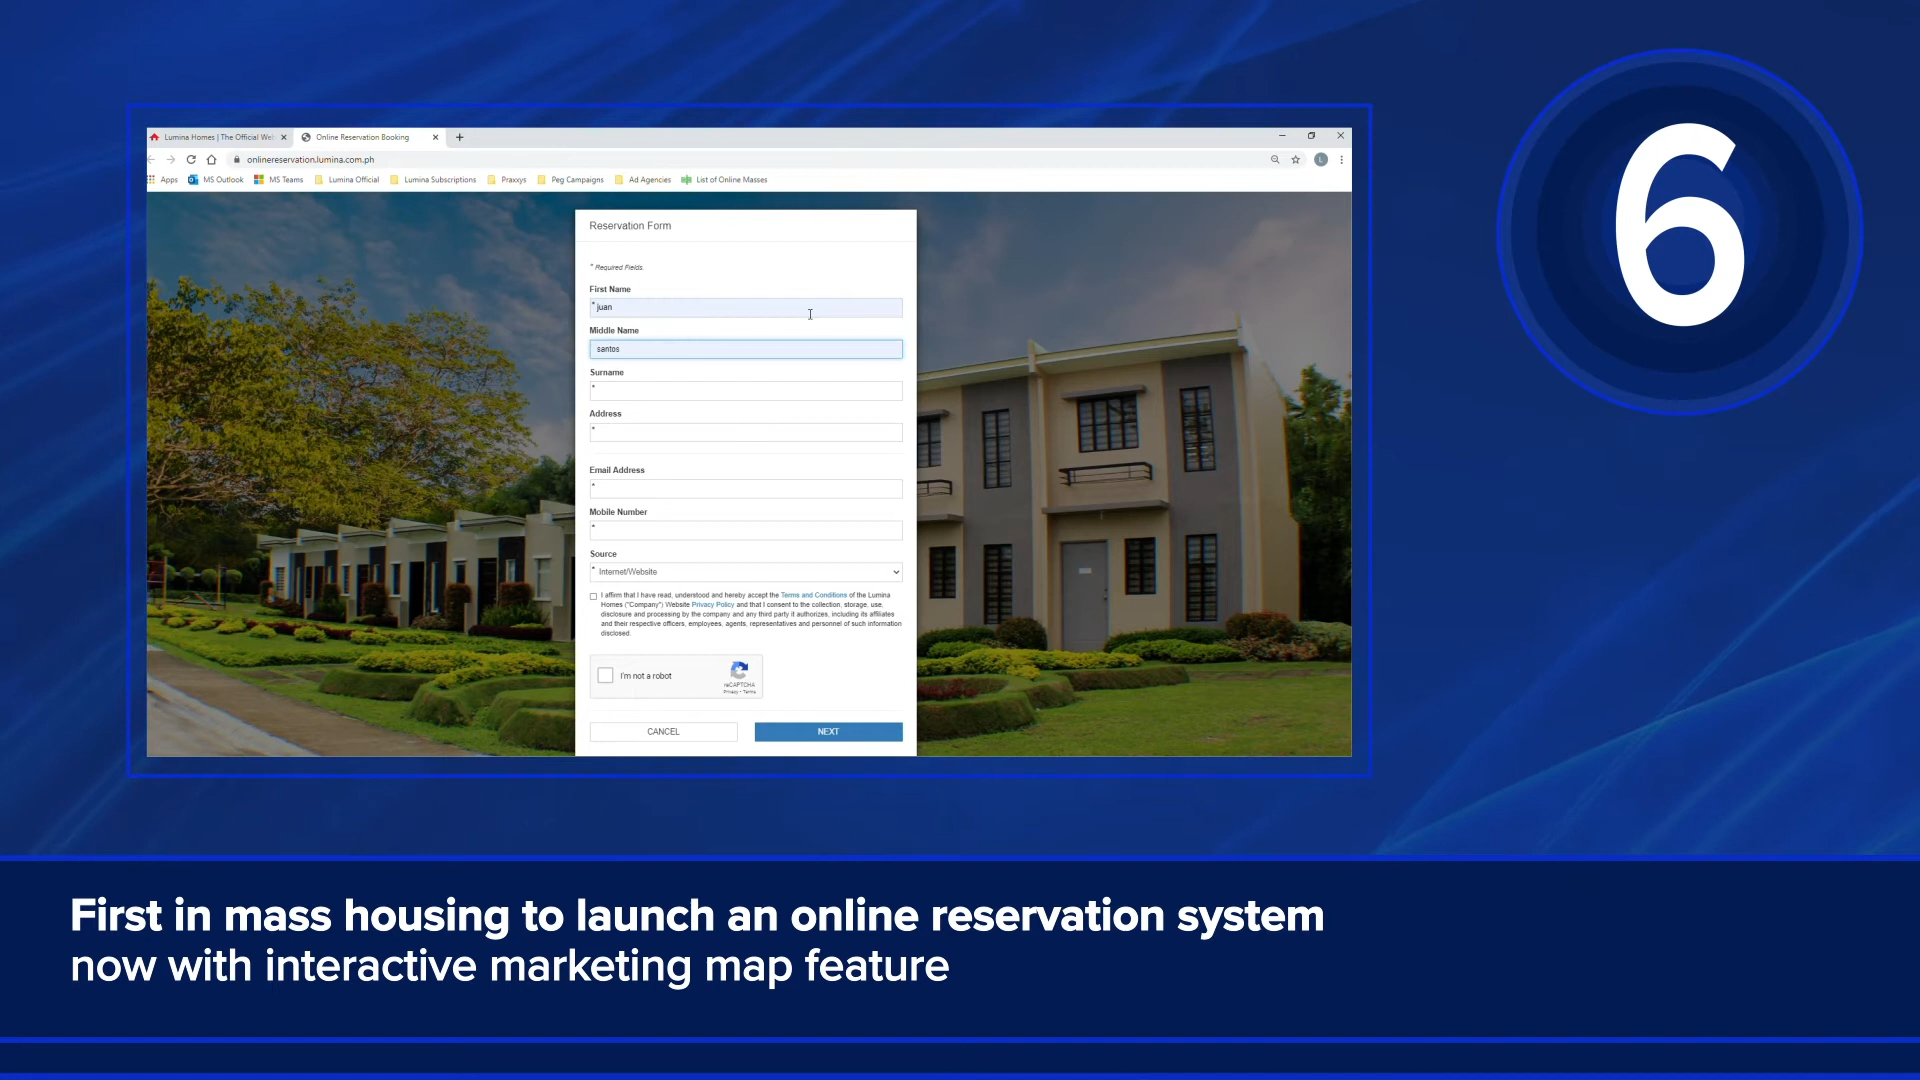 6
Lumina Homes | The Official Web
Online Reservation Booking
onlinereservation.lumina.com.ph
L
Apps MS Outlook MS Teams Lumina Official Lumina Subscriptions Praxxys Peg Campaigns Ad Agencies List of Online Masses
Reservation Form
* Required Fields.
First Name
* juan
Middle Name
santos
Surname
*
Address
*
Email Address
*
Mobile Number
*
Source
* Internet/Website
I affirm that I have read, understood and hereby accept the Terms and Conditions of the Lumina
Homes ("Company") Website Privacy Policy and that I consent to the collection, storage, use,
disclosure and processing by the company and any third party it authorizes, including its affiliates
and their respective officers, employees, agents, representatives and personnel of such information
disclosed.
I'm not a robot
reCAPTCHA
Privacy - Terms
CANCEL NEXT
First in mass housing to launch an online reservation system
now with interactive marketing map feature